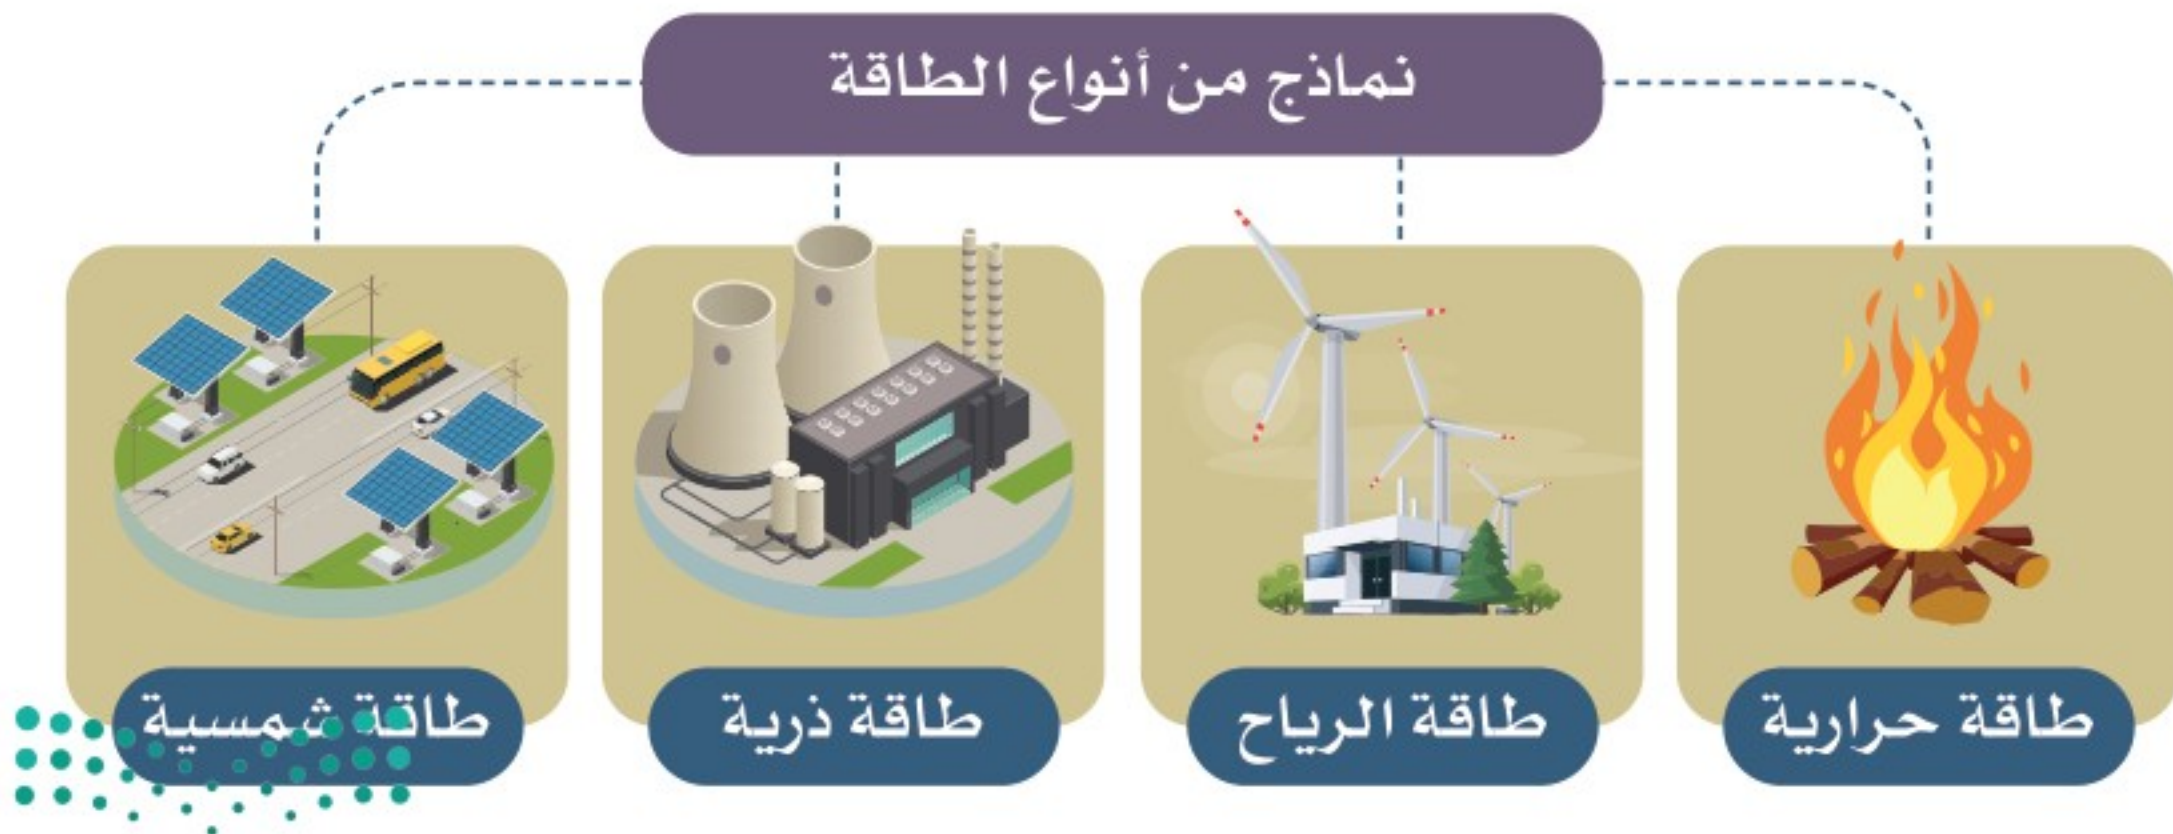 نماذج من أنواع الطاقة
طاقة حرارية
طاقة الرياح
طاقة ذرية
طاقة شمسية